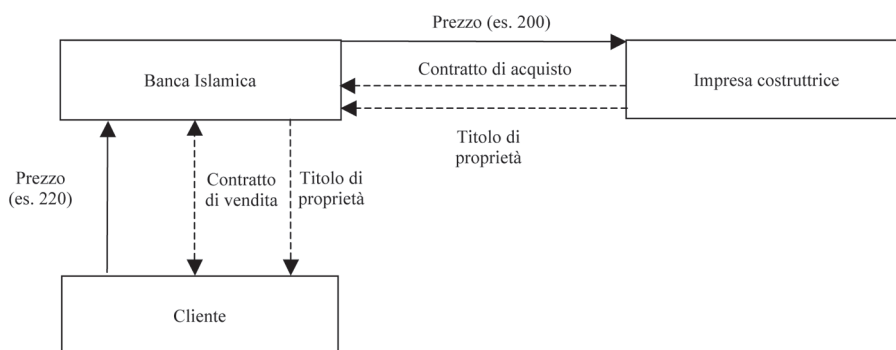 Prezzo (es. 200)
Banca Islamica
Contratto di acquisto
Impresa costruttrice
Titolo di
proprietà
Prezzo
(es. 220)
Contratto
di vendita
Titolo di
proprietà
Cliente